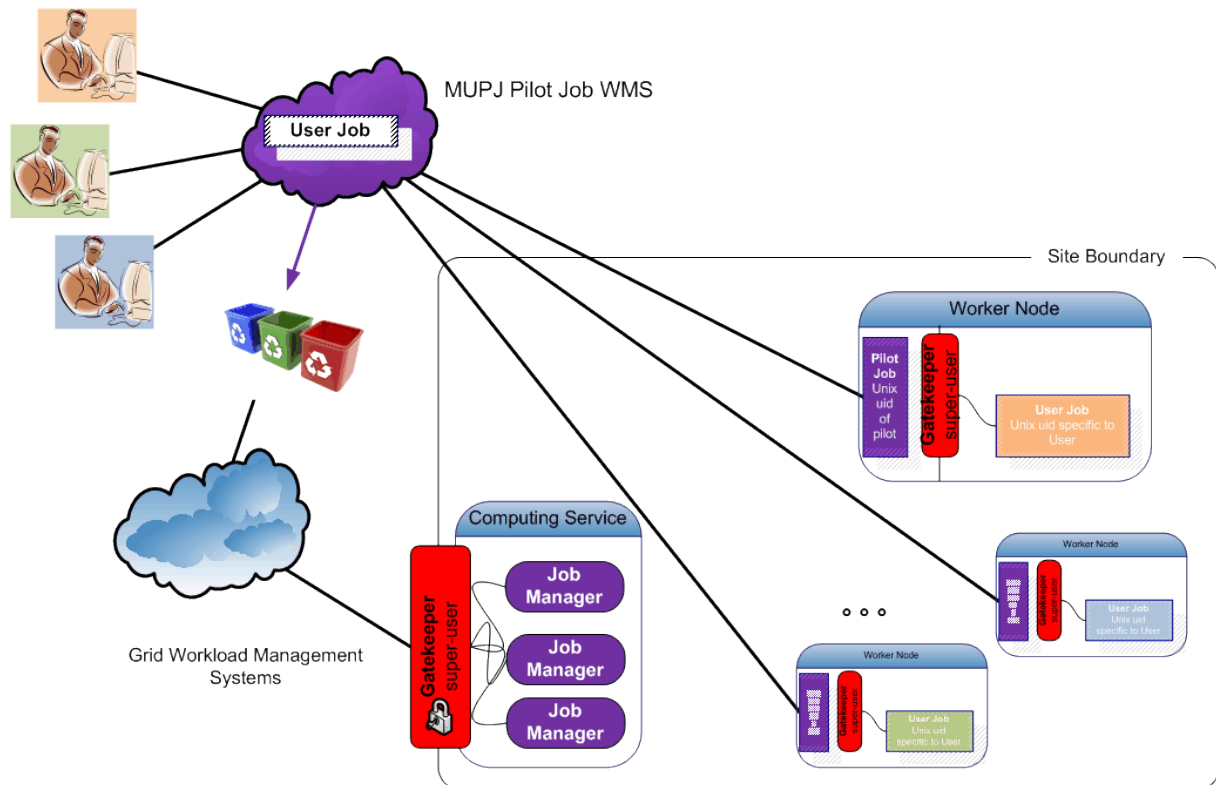 MUPJ Pilot Job WMS
User Job
Site Boundary
Worker Node
Pilot
Job
Unix
uid
of
pilot
Gatekeeper
super-user
User Job
Unix uid specific to
User
Computing Service
Gatekeeper
super-user
Job
Manager
Job
Manager
Job
Manager
Grid Workload Management
Systems
Worker Node
Gatekeeper
super-user
User Job
Unix uid
specific to User
Worker Node
Gatekeeper
super-user
User Job
Unix uid
specific to User